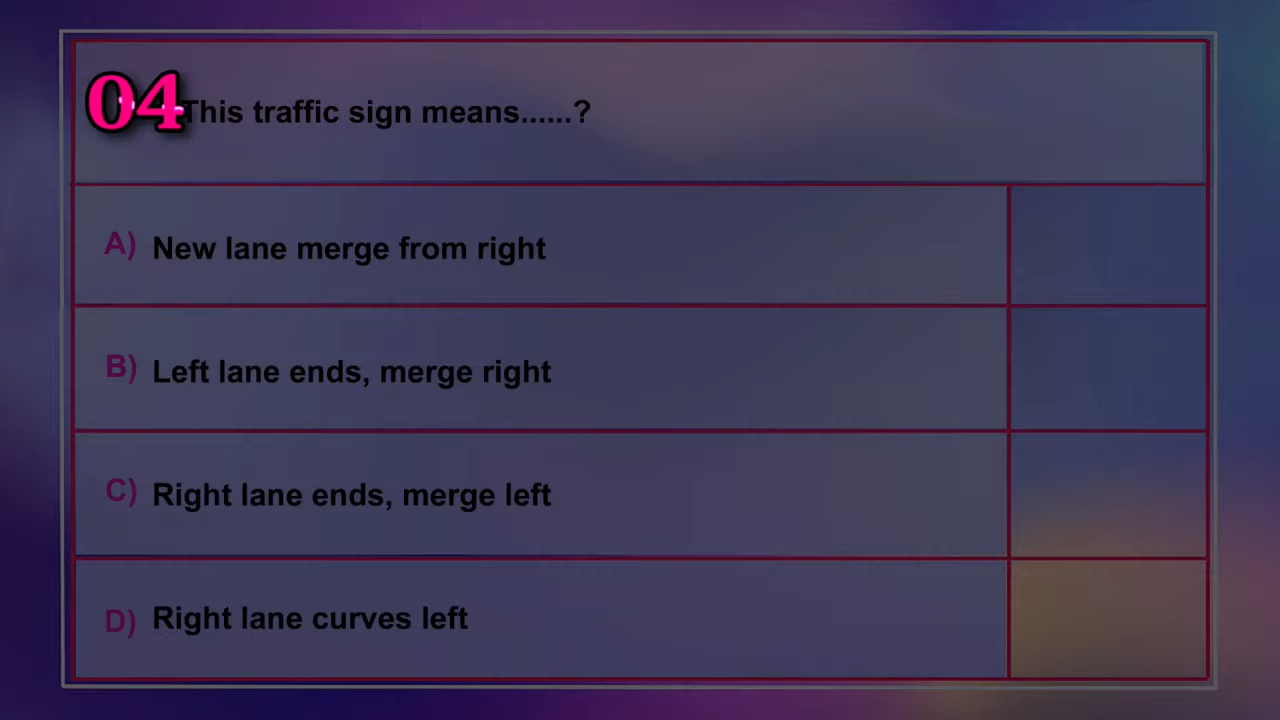 04 This traffic sign means......?
A) New lane merge from right
B) Left lane ends, merge right
C) Right lane ends, merge left
D) Right lane curves left